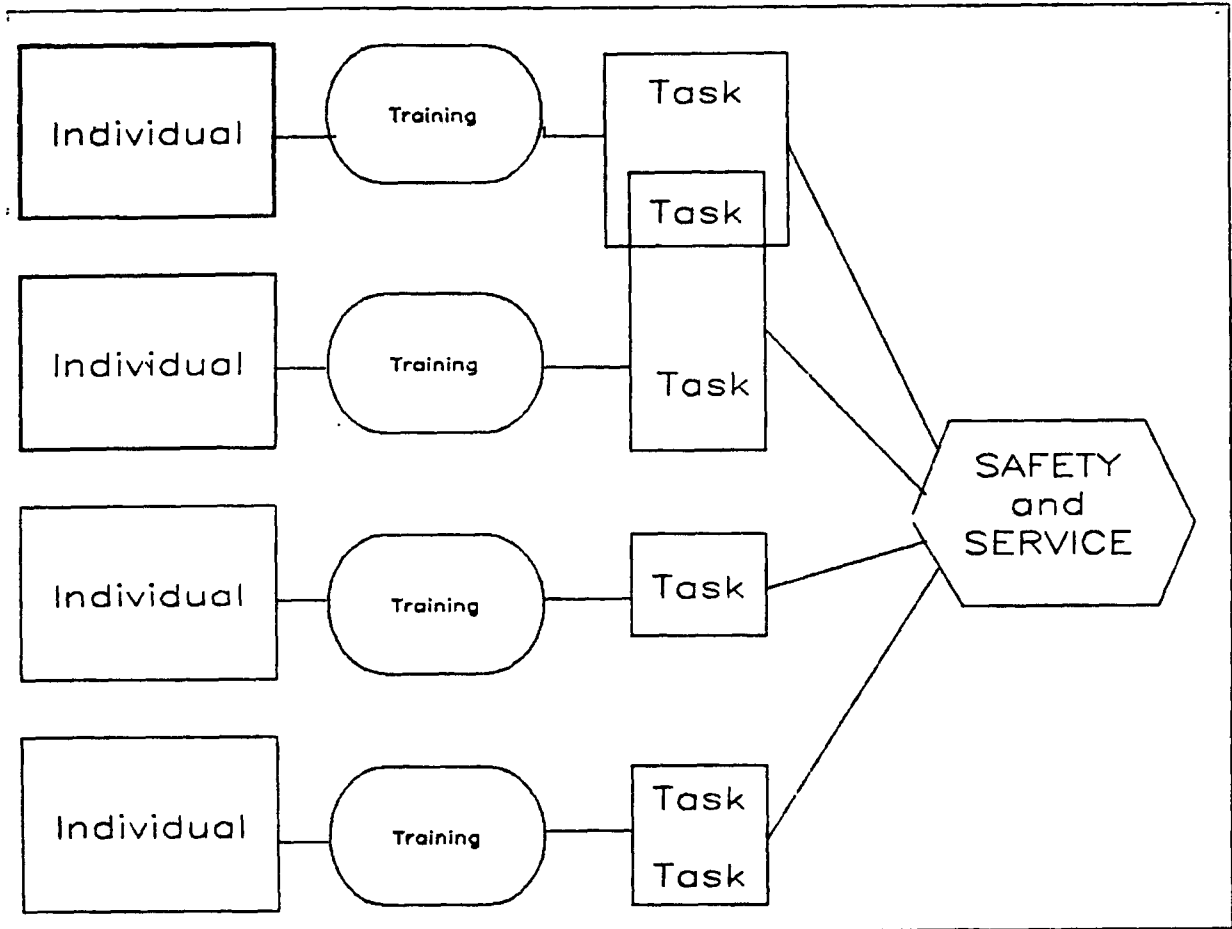 Individual
Training
Task
Task
Individual
Training
Task
Individual
Training
Task
Individual
Training
Task
Task
SAFETY
and
SERVICE